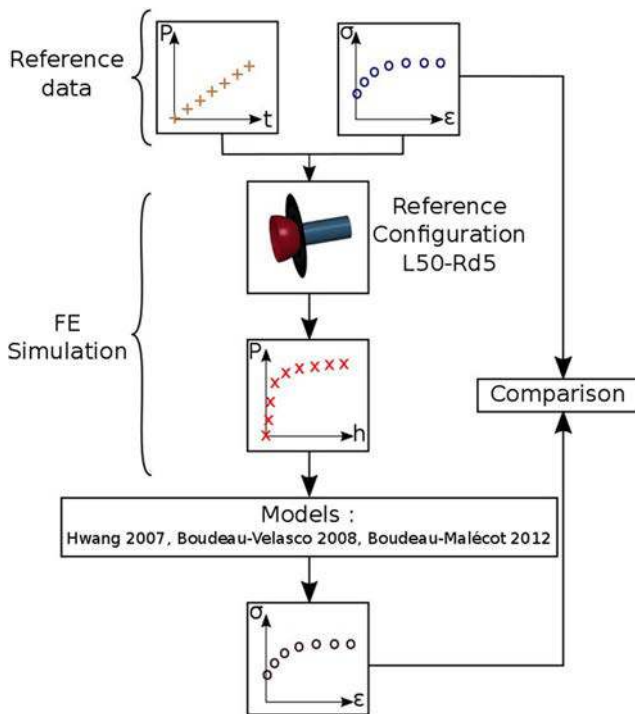 Reference
data
P
t
σ
ε
Reference
Configuration
L50-Rd5
FE
Simulation
P
h
Comparison
Models :
Hwang 2007, Boudeau-Velasco 2008, Boudeau-Malécot 2012
σ
ε